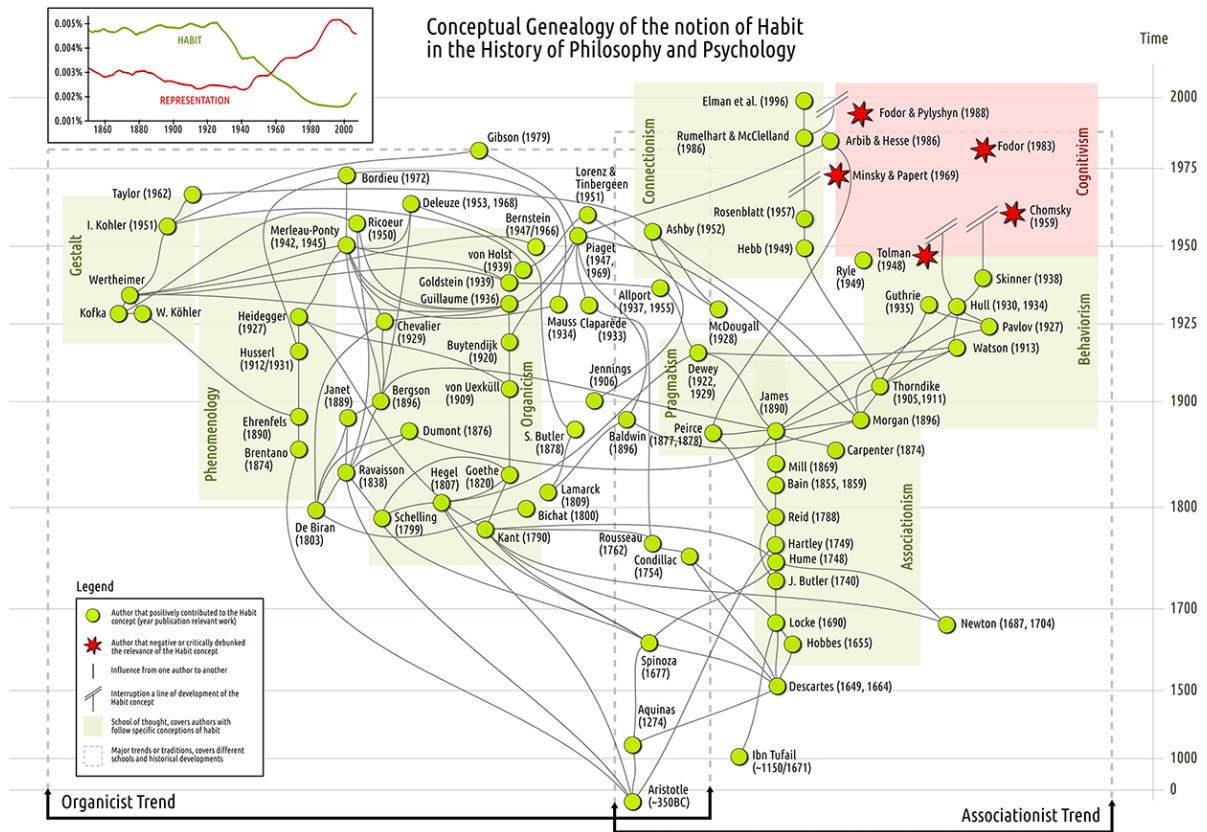 Conceptual Genealogy of the notion of Habit
in the History of Philosophy and Psychology
0.005%
0.004%
0.003%
0.002%
0.001%
HABIT
REPRESENTATION
1850
1860
1880
1900
1910
1920
1940
1960
1980
2000
Time
2000
1975
1950
1925
1900
1800
1700
1500
1000
0
Elman et al. (1996)
Fodor & Pylyshyn (1988)
Rumelhart & McClelland
(1986)
Arbib & Hesse (1986)
Fodor (1983)
Minsky & Papert (1969)
Chomsky
(1959)
Cognitivism
Connectionism
Rosenblatt (1957)
Hebb (1949)
Ashby (1952)
Tolman
(1948)
Ryle
(1949)
Skinner (1938)
Guthrie
(1935)
Hull (1930, 1934)
Pavlov (1927)
Watson (1913)
Behaviorism
Thorndike
(1905,1911)
Morgan (1896)
Gibson (1979)
Bordieu (1972)
Taylor (1962)
I. Kohler (1951)
Gestalt
Wertheimer
Kofka
W. Köhler
Deleuze (1953, 1968)
Ricoeur
(1950)
Merleau-Ponty
(1942, 1945)
Lorenz &
Tinbergéen
(1951)
Bernstein
(1947/1966)
von Holst
(1939)
Piaget
(1947,
1969)
Goldstein (1939)
Guillaume (1936)
Allport
(1937, 1955)
Mauss
(1934)
Claparède
(1933)
McDougall
(1928)
Heidegger
(1927)
Chevalier
(1929)
Husserl
(1912/1931)
Buytendijk
(1920)
Dewey
(1922,
1929)
Pragmatism
Jennings
(1906)
von Uexküll
(1909)
Organicism
Janet
(1889)
Bergson
(1896)
Phenomenology
Ehrenfels
(1890)
Brentano
(1874)
Dumont (1876)
S. Butler
(1878)
Baldwin
(1896)
Peirce
(1877,1878)
James
(1890)
Carpenter (1874)
Mill (1869)
Bain (1855, 1859)
Reid (1788)
Hartley (1749)
Hume (1748)
J. Butler (1740)
Locke (1690)
Hobbes (1655)
Associationism
Newton (1687, 1704)
Ravaisson
(1838)
Hegel
(1807)
Goethe
(1820)
Lamarck
(1809)
Bichat (1800)
De Biran
(1803)
Schelling
(1799)
Kant (1790)
Rousseau
(1762)
Condillac
(1754)
Spinoza
(1677)
Descartes (1649, 1664)
Aquinas
(1274)
Ibn Tufail
(~1150/1671)
Aristotle
(~350BC)
Legend
Author that positively contributed to the Habit
concept (year publication relevant work)
Author that negative or critically debunked
the relevance of the Habit concept
Influence from one author to another
Interruption a line of development of the
Habit concept
School of thought, covers authors with
follow specific conceptions of habit
Major trends or traditions, covers different
schools and historical developments
Organicist Trend
Associationist Trend